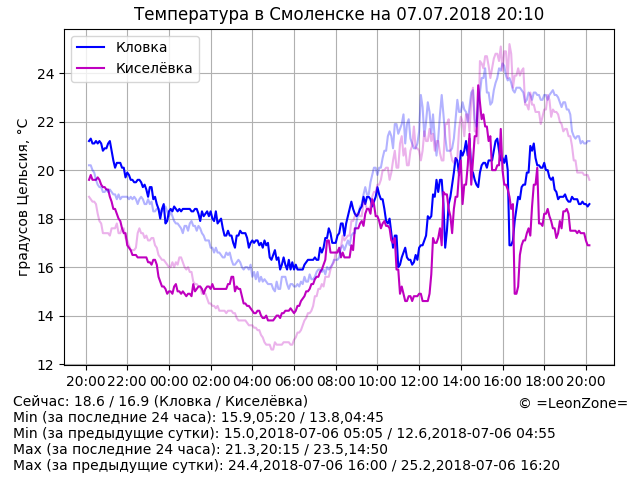 Температура в Смоленске на 07.07.2018 20:10
Кловка
Киселёвка
градусов Цельсия, °C
24
22
20
18
16
14
12
20:00 22:00 00:00 02:00 04:00 06:00 08:00 10:00 12:00 14:00 16:00 18:00 20:00
Сейчас: 18.6 / 16.9 (Кловка / Киселёвка)
© =LeonZone=
Min (за последние 24 часа): 15.9,05:20 / 13.8,04:45
Min (за предыдущие сутки): 15.0,2018-07-06 05:05 / 12.6,2018-07-06 04:55
Max (за последние 24 часа): 21.3,20:15 / 23.5,14:50
Max (за предыдущие сутки): 24.4,2018-07-06 16:00 / 25.2,2018-07-06 16:20